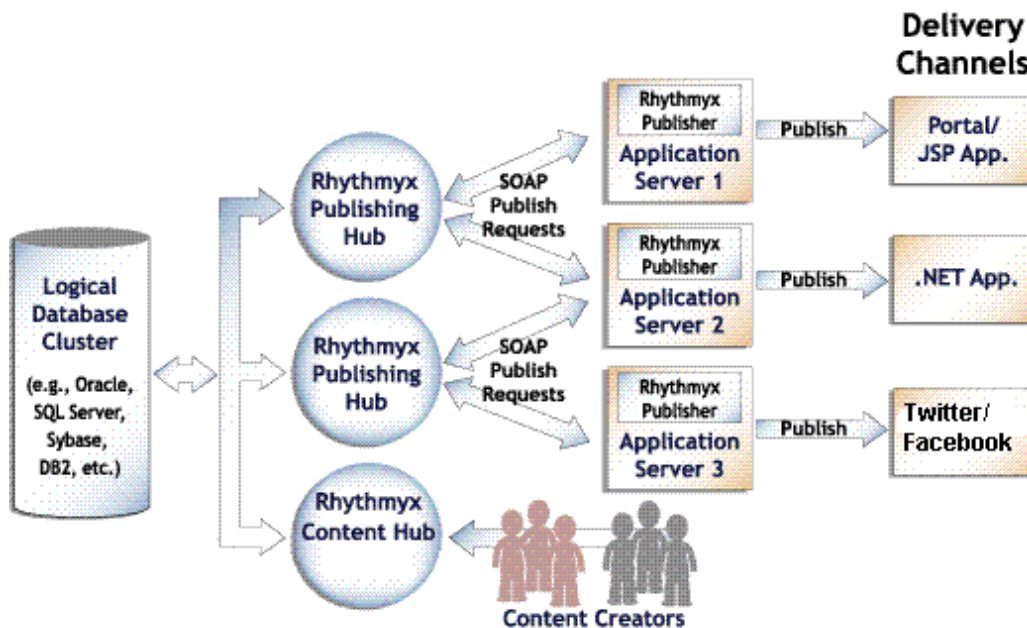 Delivery
Channels
Rhythmyx
Publisher
Application
Server 1
Publish
Portal/
JSP App.
Rhythmyx
Publishing
Hub
SOAP
Publish
Requests
Rhythmyx
Publisher
Application
Server 2
Publish
.NET App.
Logical
Database
Cluster
(e.g., Oracle,
SQL Server,
Sybase,
DB2, etc.)
Rhythmyx
Publishing
Hub
SOAP
Publish
Requests
Rhythmyx
Publisher
Application
Server 3
Publish
Twitter/
Facebook
Rhythmyx
Content Hub
Content Creators